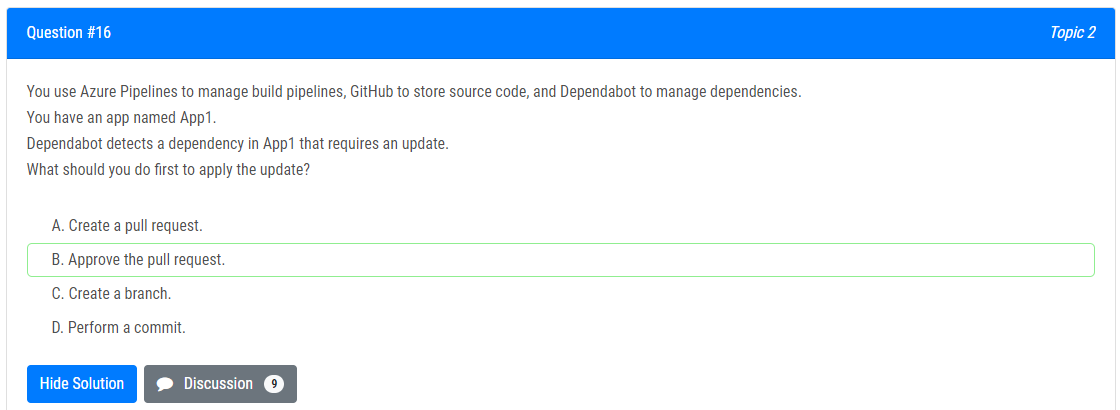 Question #16
Topic 2
You use Azure Pipelines to manage build pipelines, GitHub to store source code, and Dependabot to manage dependencies.
You have an app named App1.
Dependabot detects a dependency in App1 that requires an update.
What should you do first to apply the update?
A. Create a pull request.
B. Approve the pull request.
C. Create a branch.
D. Perform a commit.
Hide Solution
Discussion 9